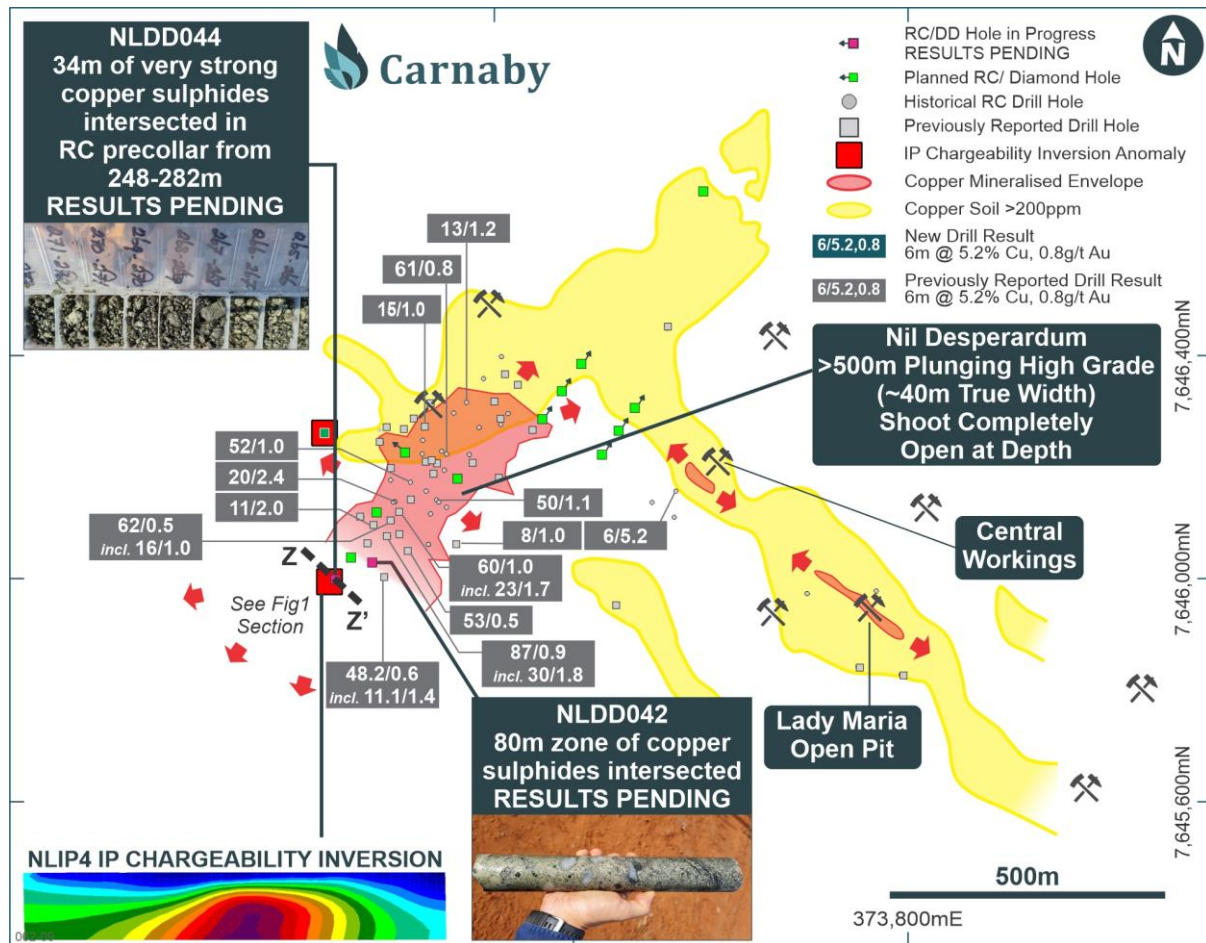 NLDD044
34m of very strong
copper sulphides
intersected in
RC precollar from
248-282m
RESULTS PENDING
Carnaby
N
RC/DD Hole in Progress
RESULTS PENDING
Planned RC/ Diamond Hole
Historical RC Drill Hole
Previously Reported Drill Hole
IP Chargeability Inversion Anomaly
Copper Mineralised Envelope
Copper Soil >200ppm
6/5.2,0.8
New Drill Result
6m @ 5.2% Cu, 0.8g/t Au
6/5.2,0.8
Previously Reported Drill Result
6m @ 5.2% Cu, 0.8g/t Au
13/1.2
61/0.8
15/1.0
Nil Desperardum
>500m Plunging High Grade
(~40m True Width)
Shoot Completely
Open at Depth
7,646,400mN
52/1.0
20/2.4
11/2.0
62/0.5
incl. 16/1.0
50/1.1
8/1.0
6/5.2
60/1.0
incl. 23/1.7
53/0.5
87/0.9
incl. 30/1.8
48.2/0.6
incl. 11.1/1.4
Z
Z'
See Fig1
Section
Central
Workings
7,646,000mN
Lady Maria
Open Pit
NLDD042
80m zone of copper
sulphides intersected
RESULTS PENDING
7,645,600mN
NLIP4 IP CHARGEABILITY INVERSION
500m
373,800mE